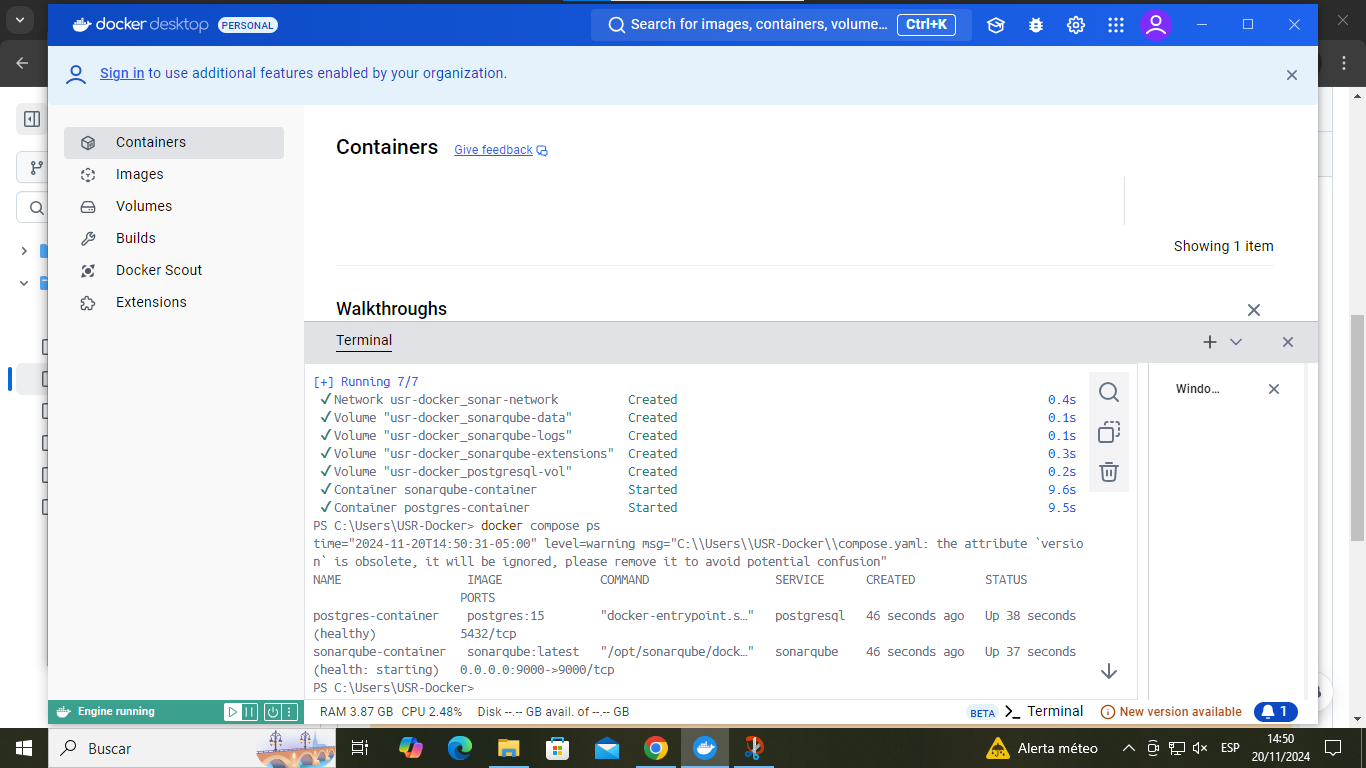 docker desktop PERSONAL
Search for images, containers, volume... Ctrl+K
Sign in to use additional features enabled by your organization.
Containers
Images
Volumes
Builds
Docker Scout
Extensions
Containers Give feedback
Showing 1 item
Walkthroughs
Terminal
[+] Running 7/7
✔ Network usr-docker_sonar-network Created 0.4s
✔ Volume "usr-docker_sonarqube-data" Created 0.1s
✔ Volume "usr-docker_sonarqube-logs" Created 0.1s
✔ Volume "usr-docker_sonarqube-extensions" Created 0.3s
✔ Volume "usr-docker_postgresql-vol" Created 0.2s
✔ Container sonarqube-container Started 9.6s
✔ Container postgres-container Started 9.5s
PS C:\Users\USR-Docker> docker compose ps
time="2024-11-20T14:50:31-05:00" level=warning msg="C:\\Users\\USR-Docker\\compose.yaml: the attribute `versio
n` is obsolete, it will be ignored, please remove it to avoid potential confusion"
NAME IMAGE COMMAND SERVICE CREATED STATUS
PORTS
postgres-container postgres:15 "docker-entrypoint.s…" postgresql 46 seconds ago Up 38 seconds
(healthy) 5432/tcp
sonarqube-container sonarqube:latest "/opt/sonarqube/dock…" sonarqube 46 seconds ago Up 37 seconds
(health: starting) 0.0.0.0:9000->9000/tcp
PS C:\Users\USR-Docker>
Windo...
Engine running
RAM 3.87 GB CPU 2.48% Disk --.-- GB avail. of --.-- GB
BETA Terminal New version available 1
Buscar
Alerta méteo
ESP
14:50
20/11/2024